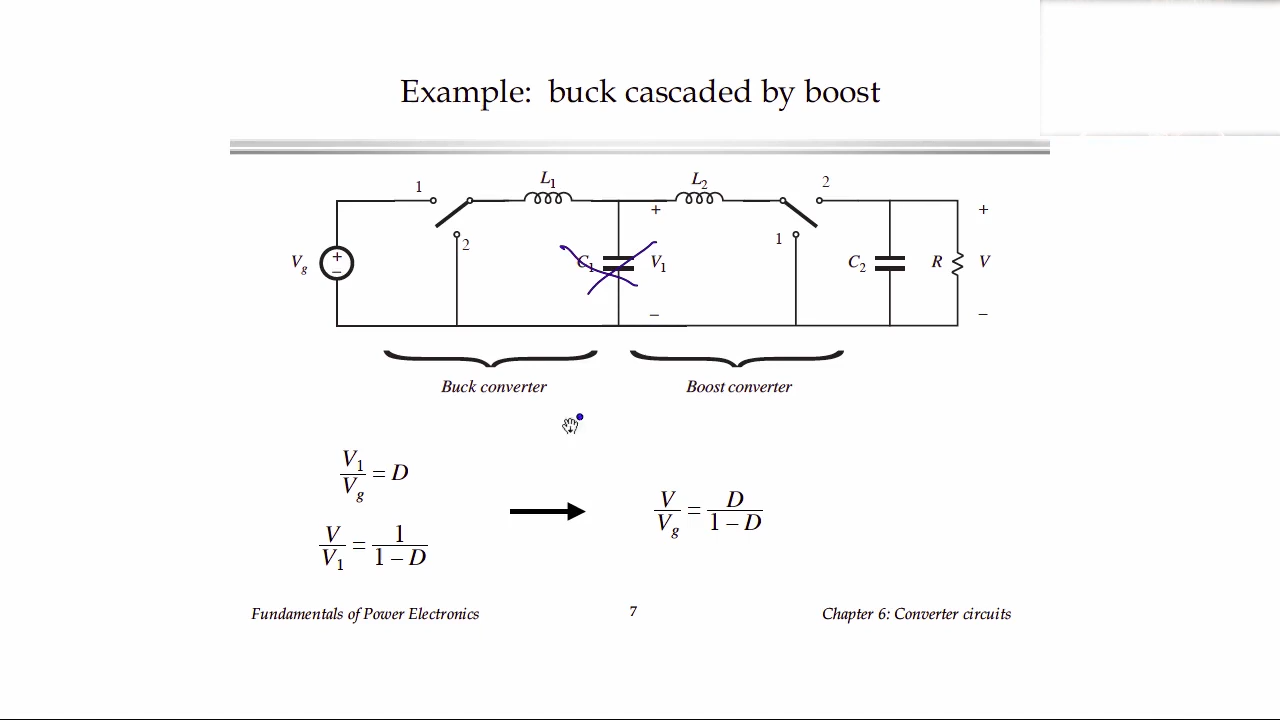 Example: buck cascaded by boost
L1
L2
1
2
+
2
+
1
2
Vg
+
–
C1
V1
C2
R
V
–
–
Buck converter
Boost converter
V1/Vg = D
V/V1 = 1/(1 – D)
V/Vg = D/(1 – D)
Fundamentals of Power Electronics
7
Chapter 6: Converter circuits